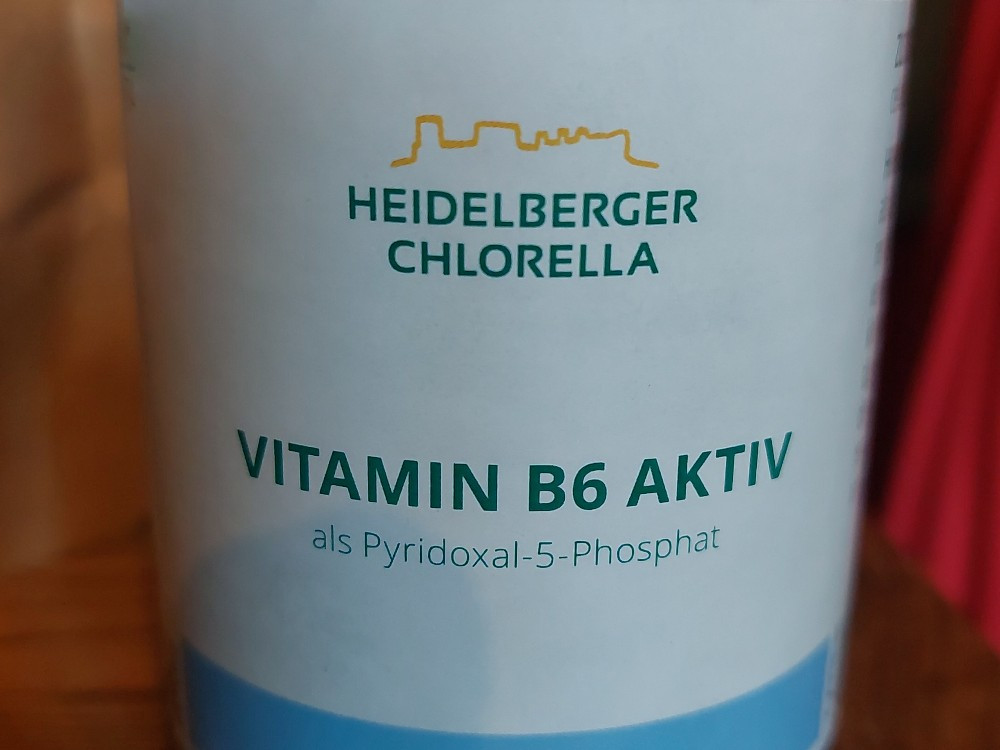 HEIDELBERGER
CHLORELLA
VITAMIN B6 AKTIV
als Pyridoxal-5-Phosphat